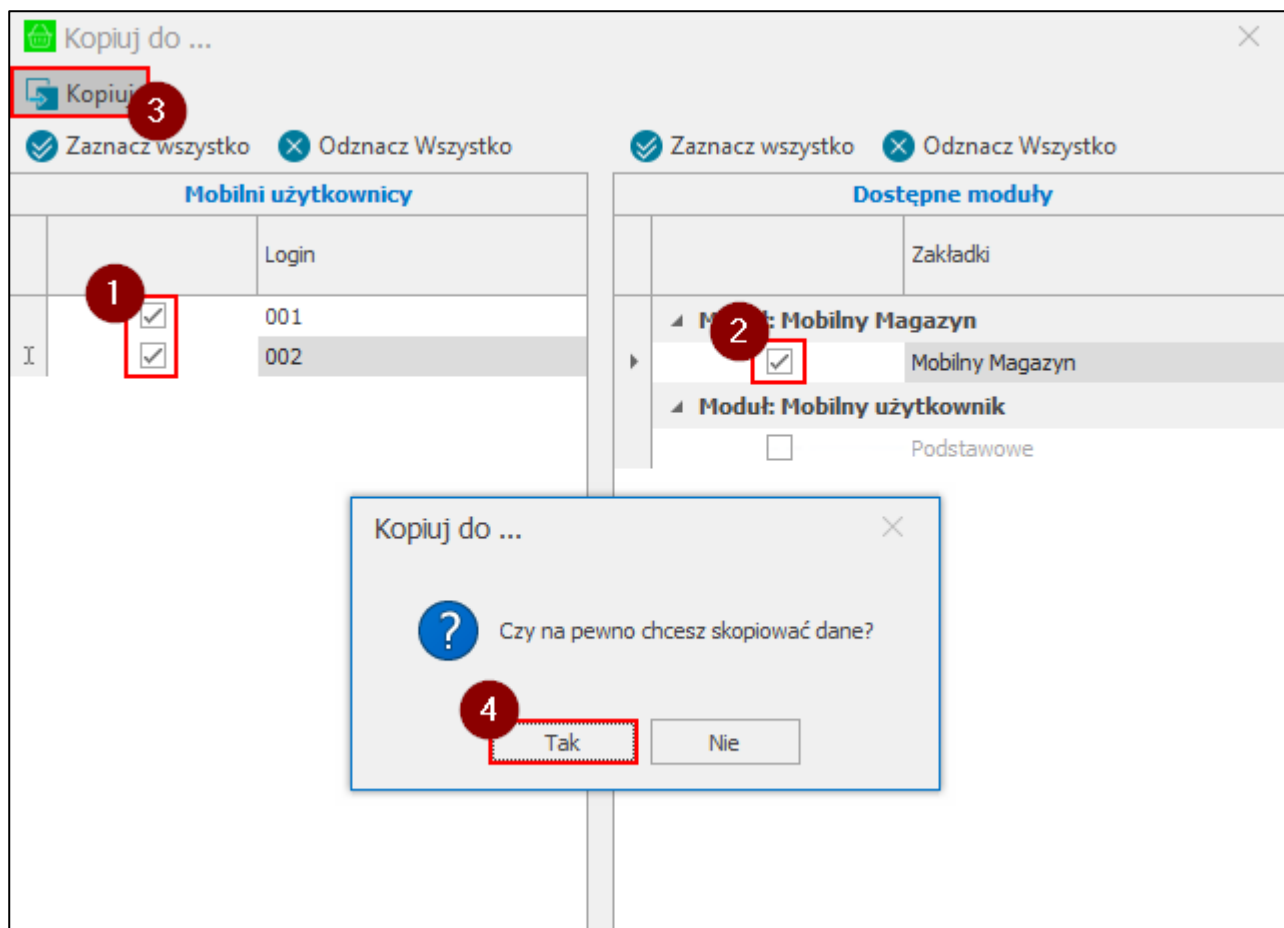 Kopiuj do ...
Kopiuj
3
Zaznacz wszystko Odznacz Wszystko
Mobilni użytkownicy
Login
1
001
002
Zaznacz wszystko Odznacz Wszystko
Dostępne moduły
Zakładki
: Mobilny Magazyn
2
Mobilny Magazyn
Moduł: Mobilny użytkownik
Podstawowe
Kopiuj do ...
Czy na pewno chcesz skopiować dane?
4
Tak Nie